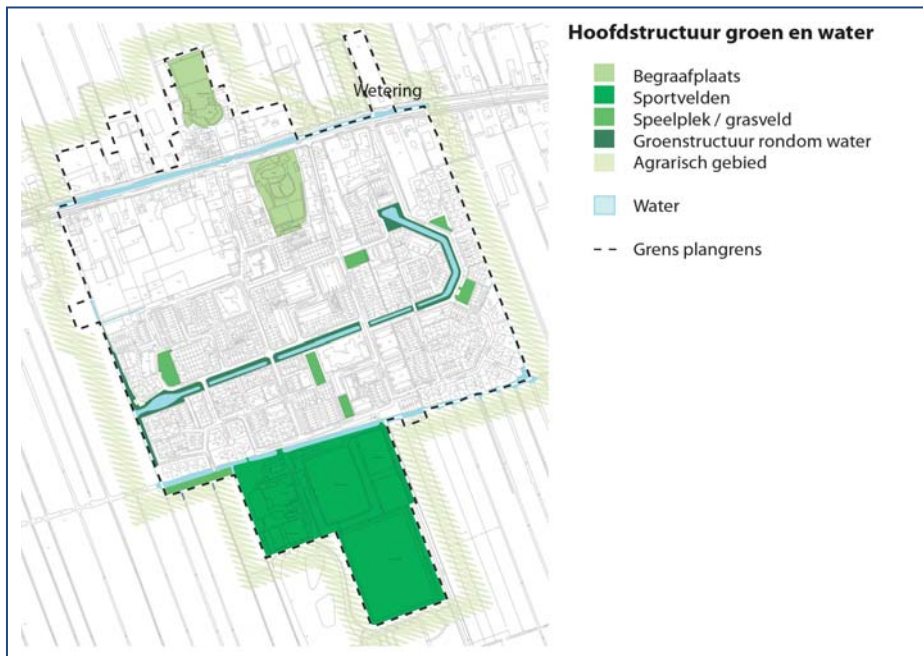 Hoofdstructuur groen en water
Begraafplaats
Sportvelden
Speelplek / grasveld
Groenstructuur rondom water
Agrarisch gebied
Water
Grens plangrens
Wetering